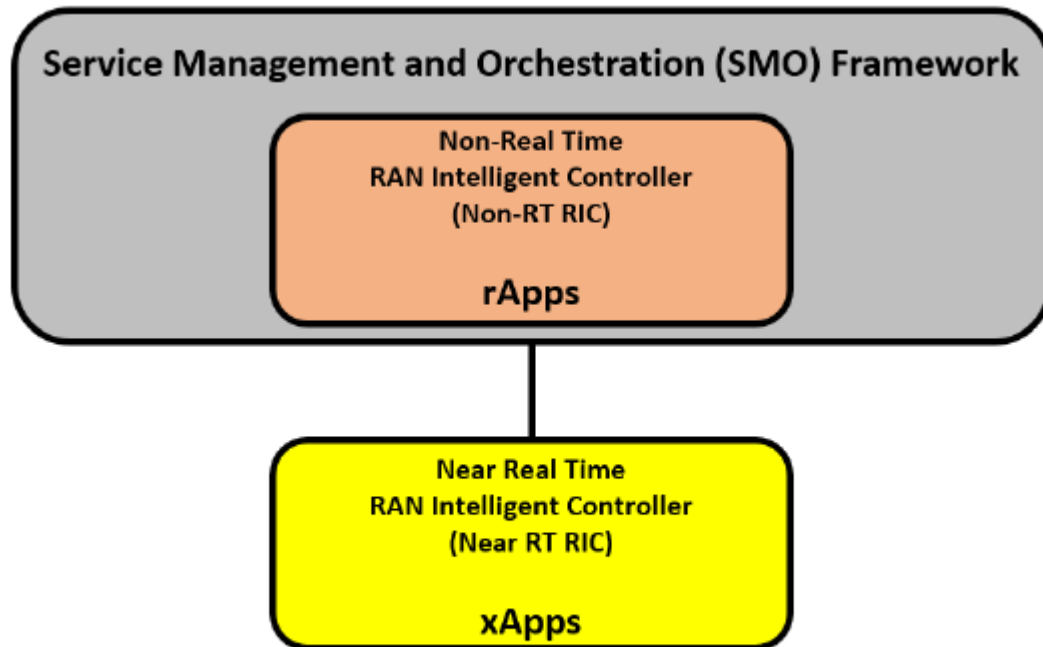 Service Management and Orchestration (SMO) Framework
Non-Real Time
RAN Intelligent Controller
(Non-RT RIC)
rApps
Near Real Time
RAN Intelligent Controller
(Near RT RIC)
xApps